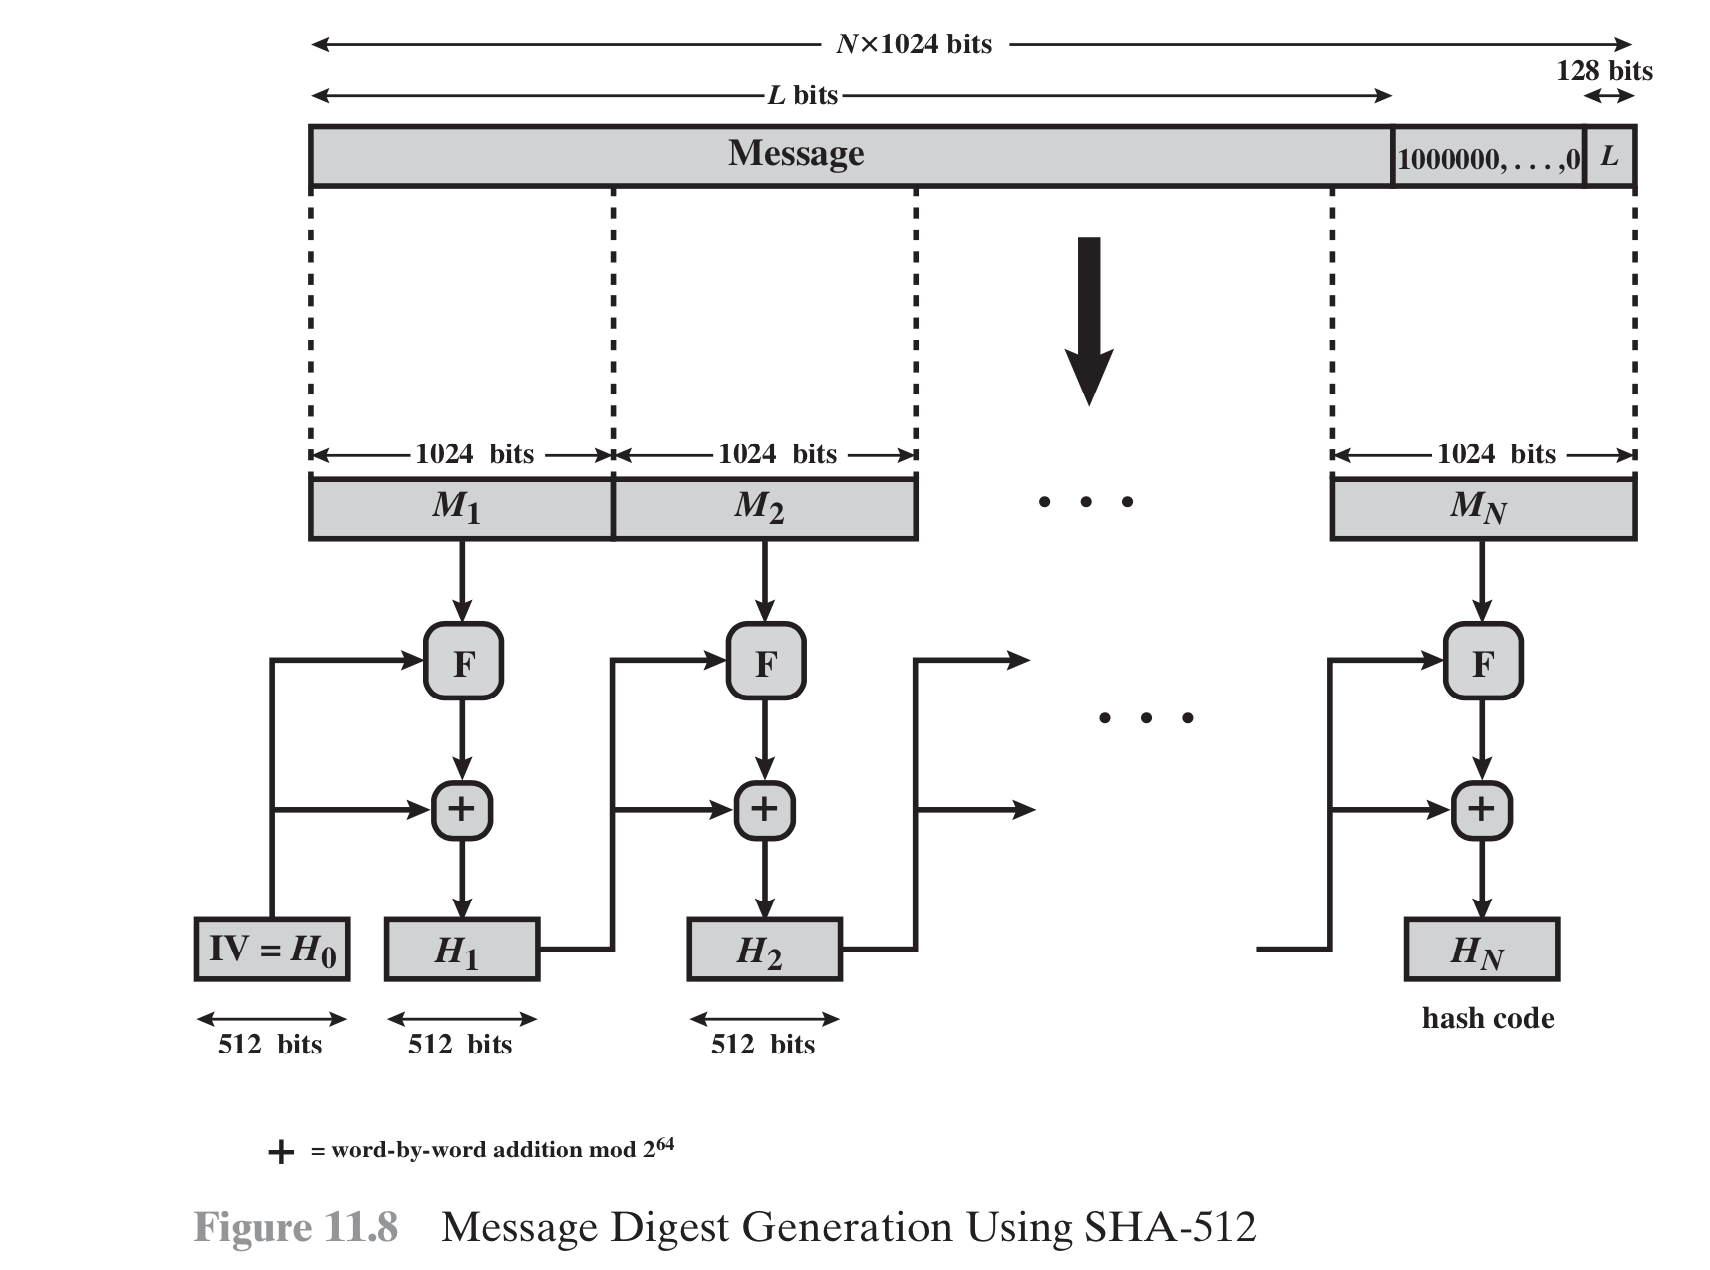 N×1024 bits
128 bits
L bits
Message
1000000, . . . ,0
L
1024 bits
1024 bits
1024 bits
M1
M2
. . .
MN
F
F
F
. . .
+
+
+
IV = H0
H1
H2
HN
hash code
512 bits
512 bits
512 bits
+ = word-by-word addition mod 2^64
Figure 11.8 Message Digest Generation Using SHA-512